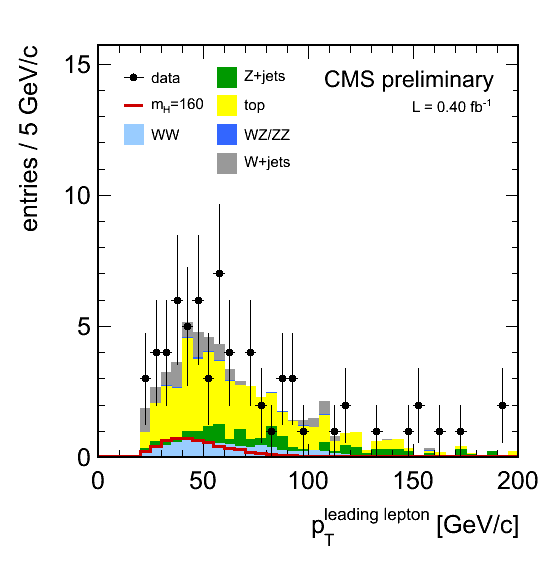 entries / 5 GeV/c
15
10
5
0
data
m_H=160
WW
Z+jets
top
WZ/ZZ
W+jets
CMS preliminary
L = 0.40 fb⁻¹
0 50 100 150 200
p_T^leading lepton [GeV/c]